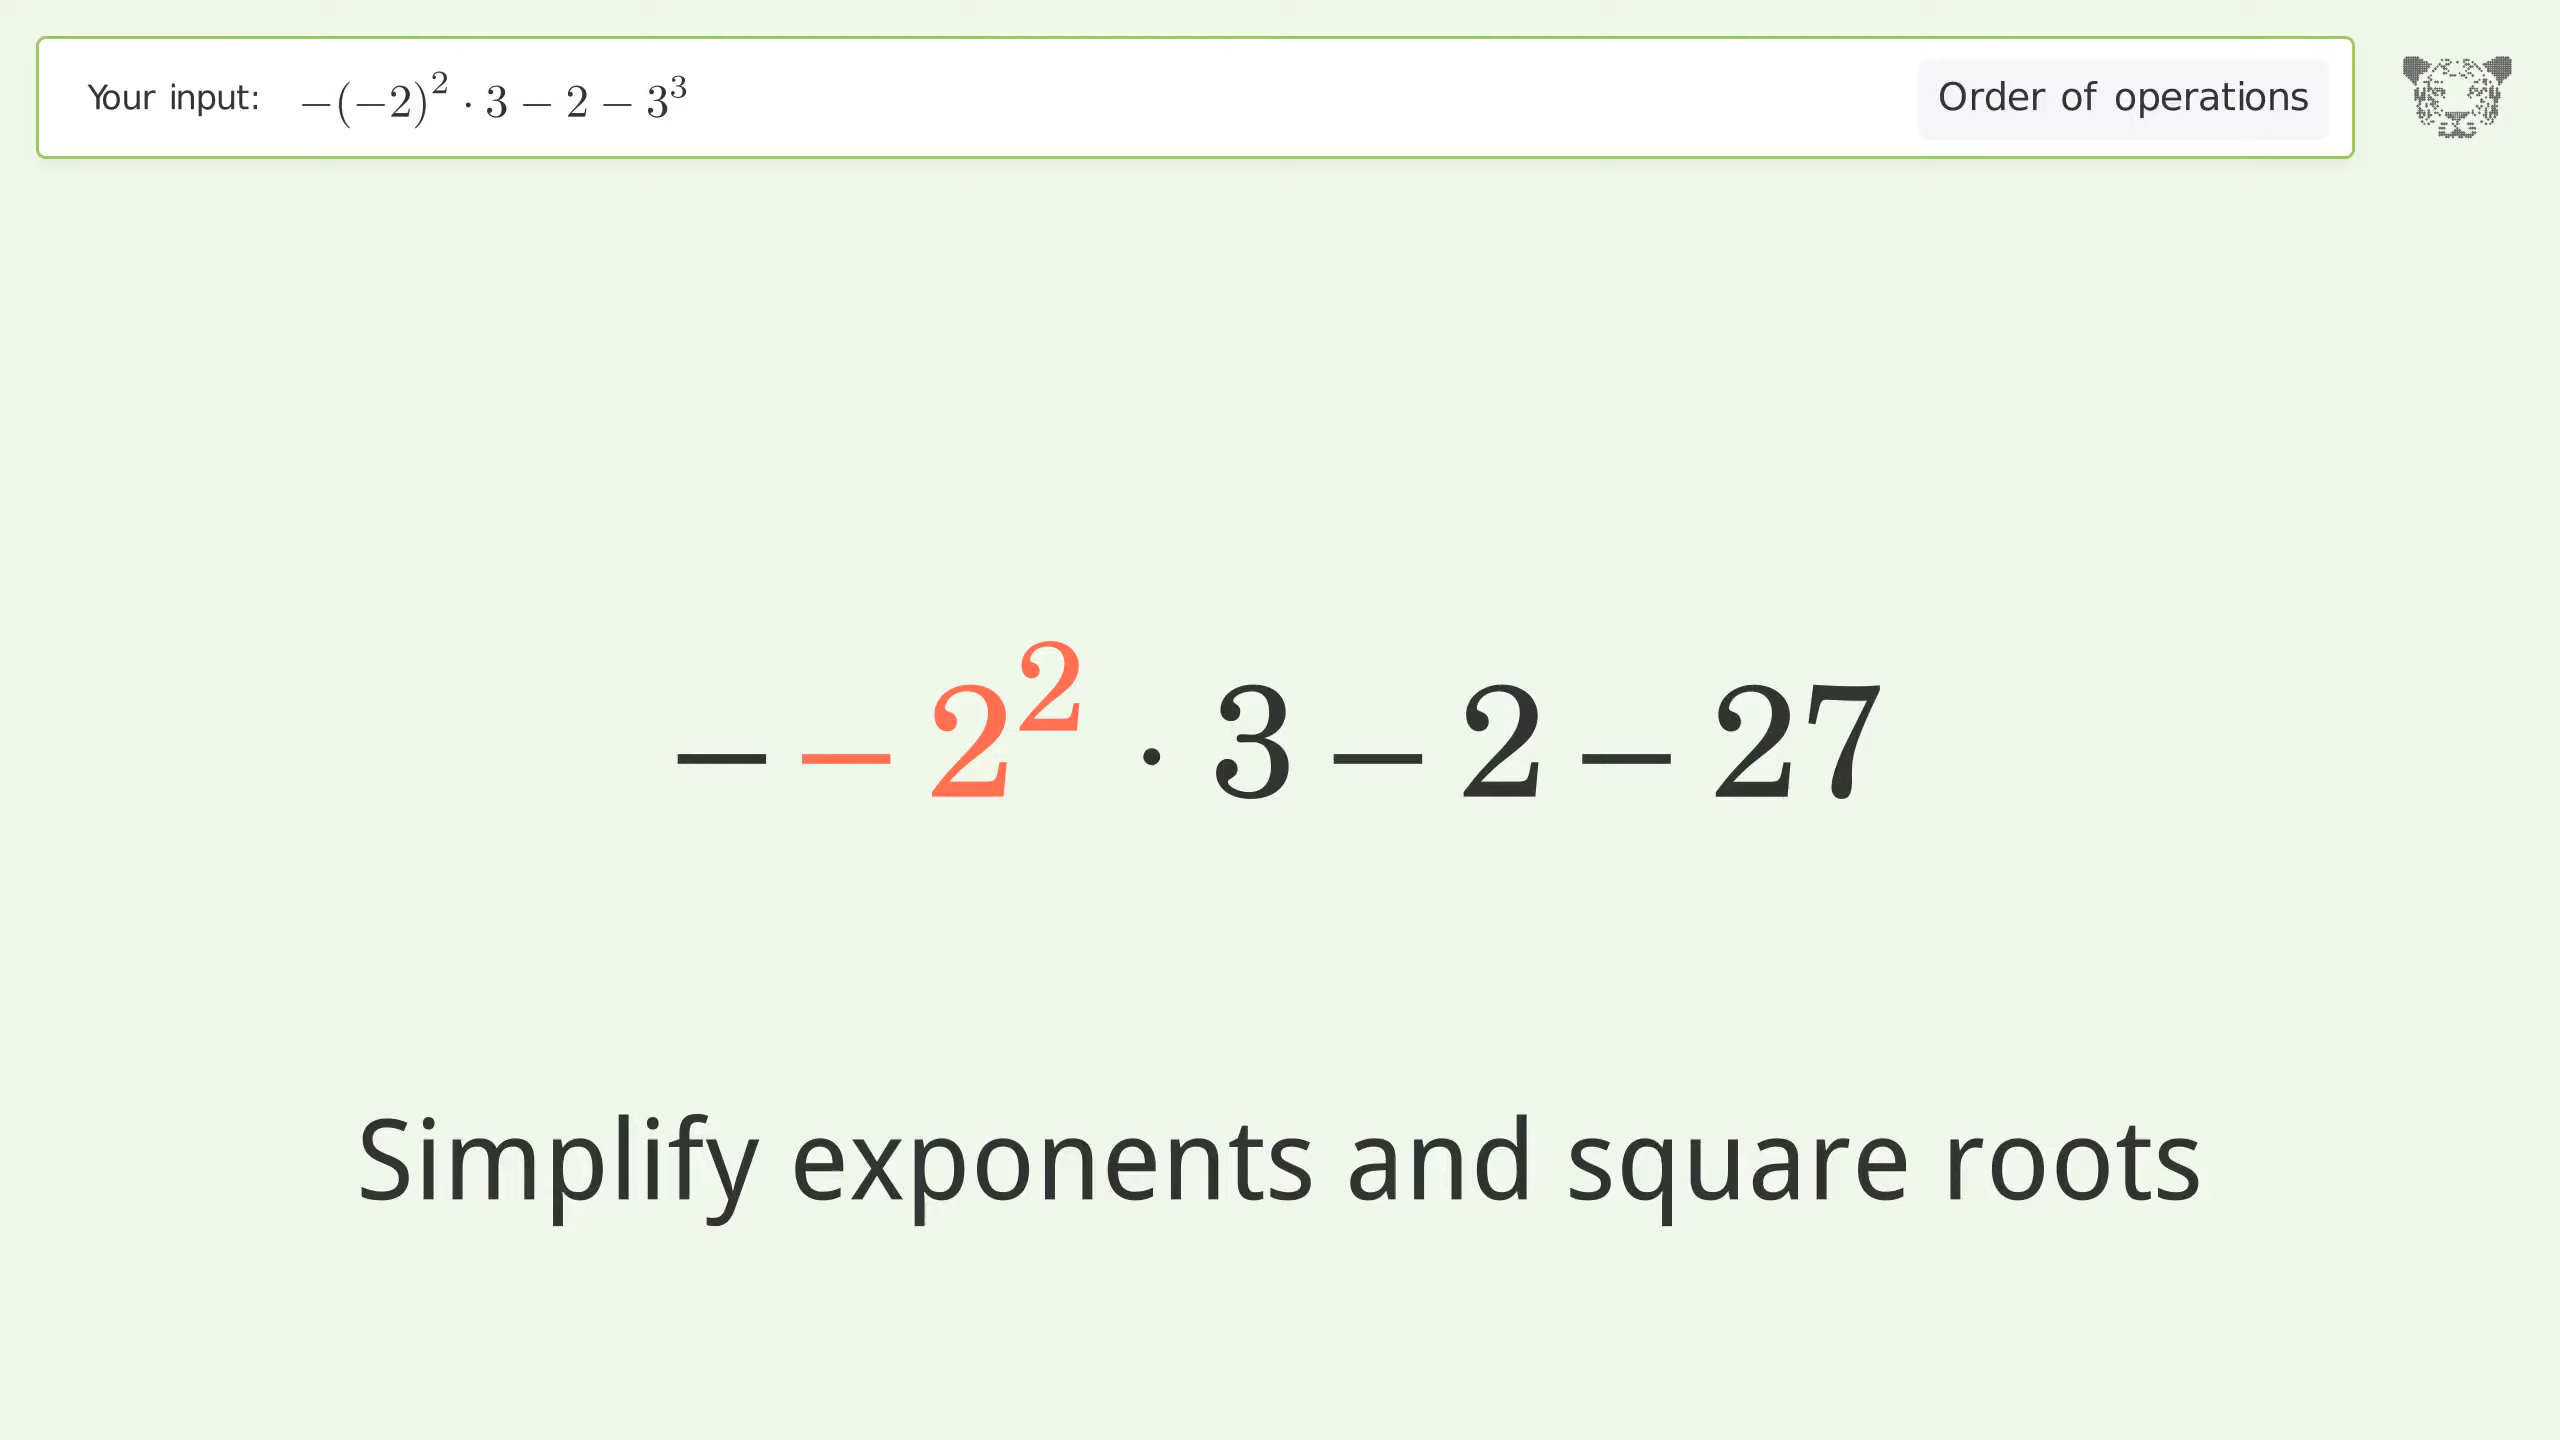 Your input: −(−2)² · 3 − 2 − 3³
Order of operations
− − 2² · 3 − 2 − 27
Simplify exponents and square roots